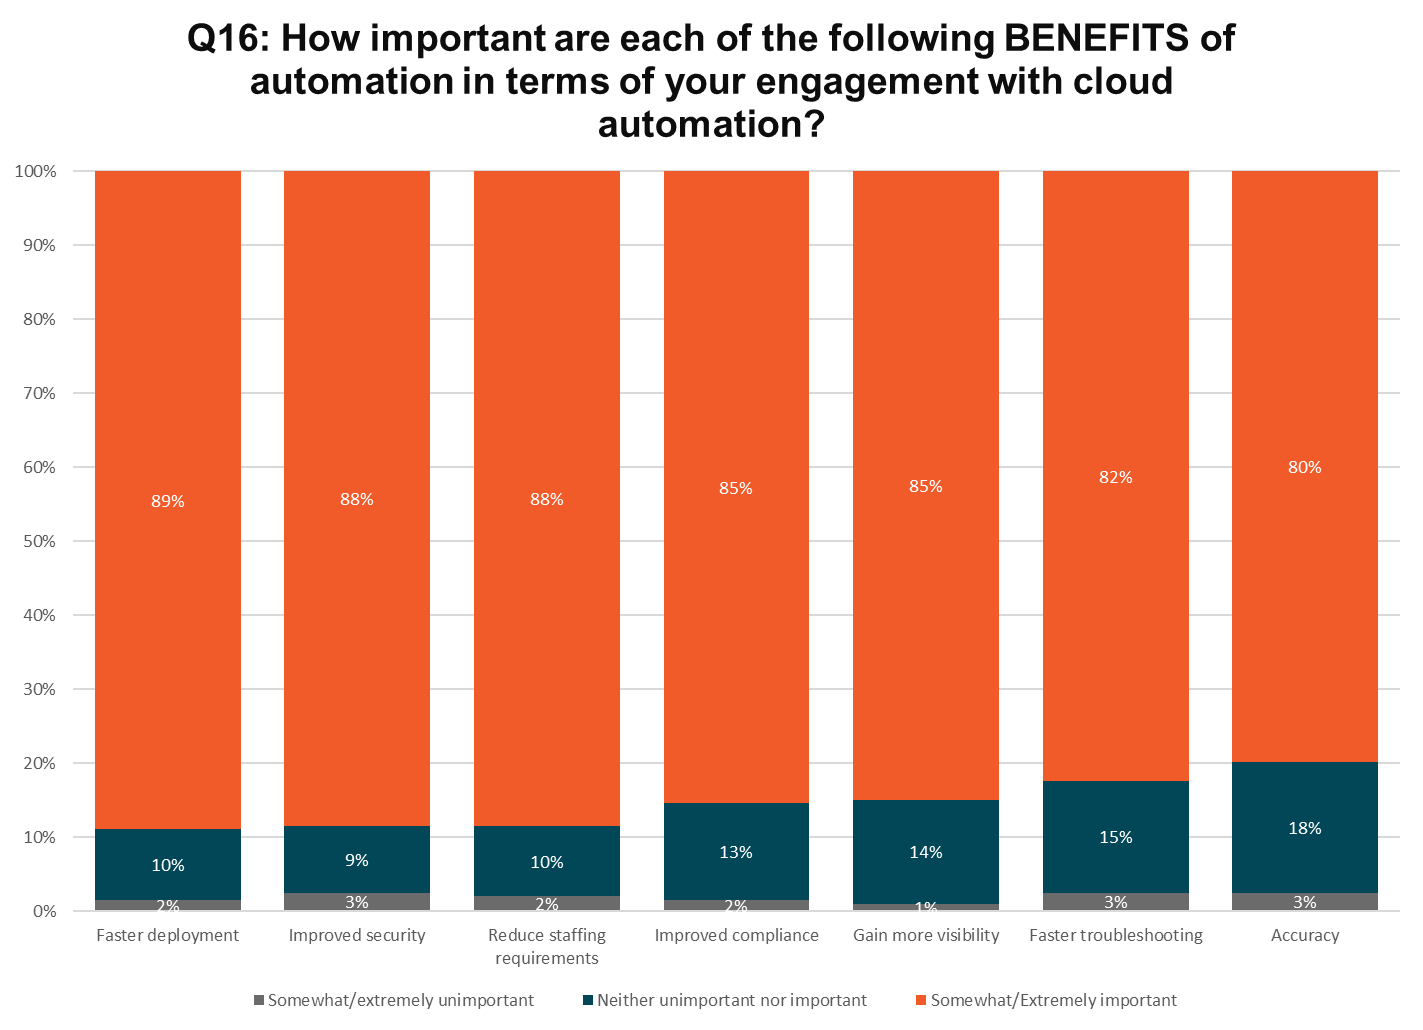 Q16: How important are each of the following BENEFITS of
automation in terms of your engagement with cloud
automation?
100%
90%
80%
70%
60%
50%
40%
30%
20%
10%
0%
89% 88% 88% 85% 85% 82% 80%
10% 9% 10% 13% 14% 15% 18%
2% 3% 2% 2% 1% 3% 3%
Faster deployment
Improved security
Reduce staffing
requirements
Improved compliance
Gain more visibility
Faster troubleshooting
Accuracy
Somewhat/extremely unimportant
Neither unimportant nor important
Somewhat/Extremely important